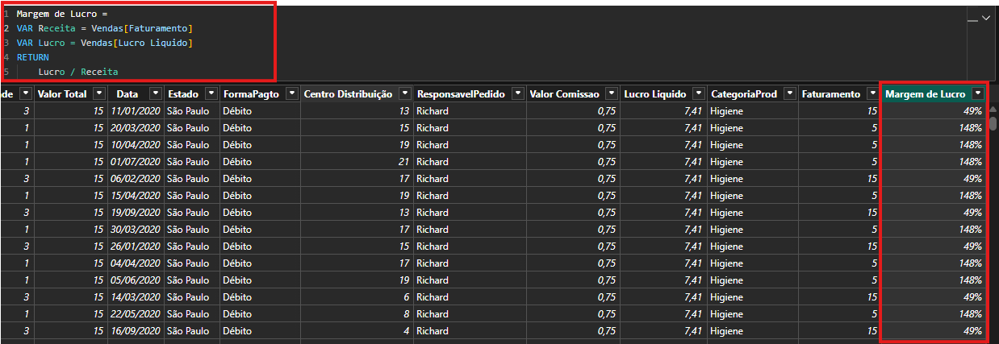 1 Margem de Lucro =
2 VAR Receita = Vendas[Faturamento]
3 VAR Lucro = Vendas[Lucro Liquido]
4 RETURN
5 Lucro / Receita
de Valor Total Data Estado FormaPagto Centro Distribuição ResponsavelPedido Valor Comissao Lucro Liquido CategoriaProd Faturamento Margem de Lucro
3 15 11/01/2020 São Paulo Débito 13 Richard 0,75 7,41 Higiene 15 49%
1 15 20/03/2020 São Paulo Débito 15 Richard 0,75 7,41 Higiene 5 148%
1 15 10/04/2020 São Paulo Débito 19 Richard 0,75 7,41 Higiene 5 148%
1 15 01/07/2020 São Paulo Débito 21 Richard 0,75 7,41 Higiene 5 148%
3 15 06/02/2020 São Paulo Débito 17 Richard 0,75 7,41 Higiene 15 49%
1 15 15/04/2020 São Paulo Débito 19 Richard 0,75 7,41 Higiene 5 148%
3 15 19/09/2020 São Paulo Débito 13 Richard 0,75 7,41 Higiene 15 49%
1 15 30/03/2020 São Paulo Débito 17 Richard 0,75 7,41 Higiene 5 148%
3 15 26/01/2020 São Paulo Débito 15 Richard 0,75 7,41 Higiene 15 49%
1 15 04/04/2020 São Paulo Débito 17 Richard 0,75 7,41 Higiene 5 148%
1 15 05/06/2020 São Paulo Débito 19 Richard 0,75 7,41 Higiene 5 148%
3 15 14/03/2020 São Paulo Débito 6 Richard 0,75 7,41 Higiene 15 49%
1 15 22/05/2020 São Paulo Débito 8 Richard 0,75 7,41 Higiene 5 148%
3 15 16/09/2020 São Paulo Débito 4 Richard 0,75 7,41 Higiene 15 49%